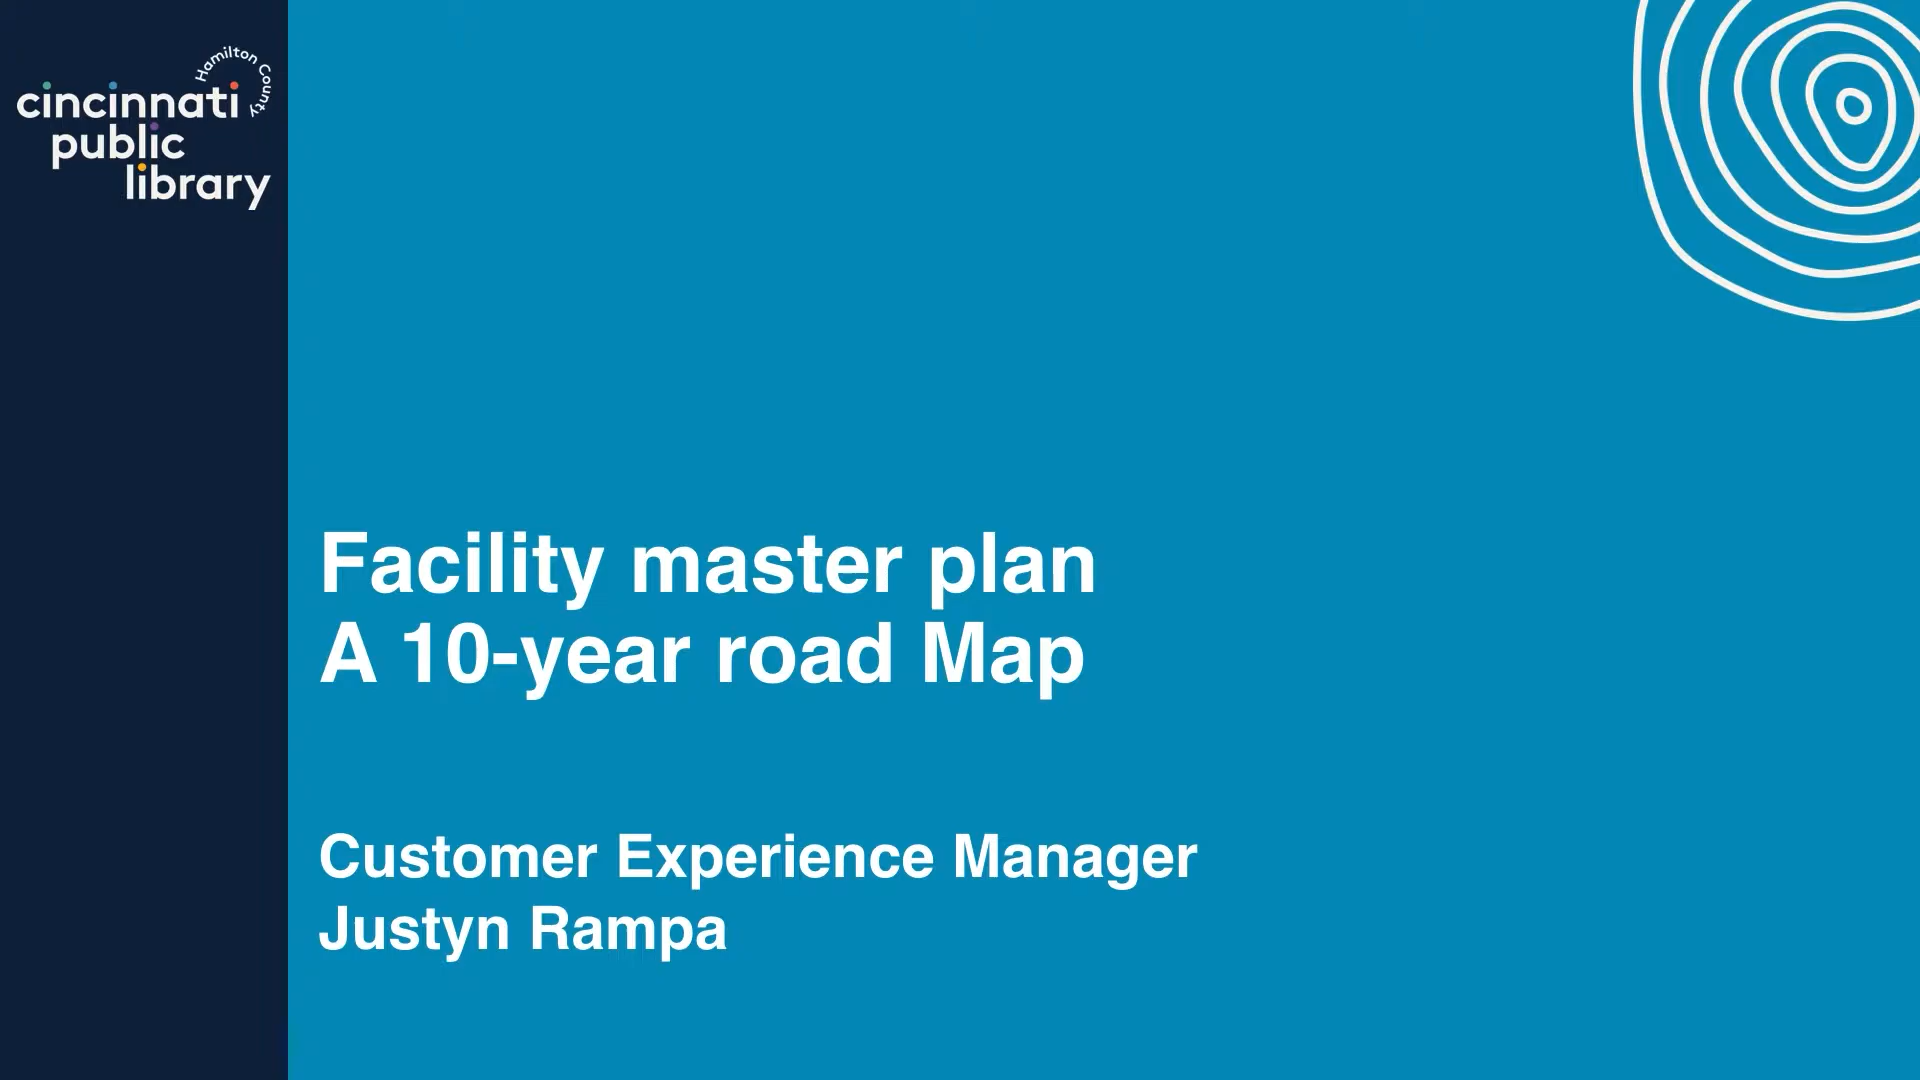 Hamilton County
cincinnati
public
library
Facility master plan
A 10-year road Map
Customer Experience Manager
Justyn Rampa